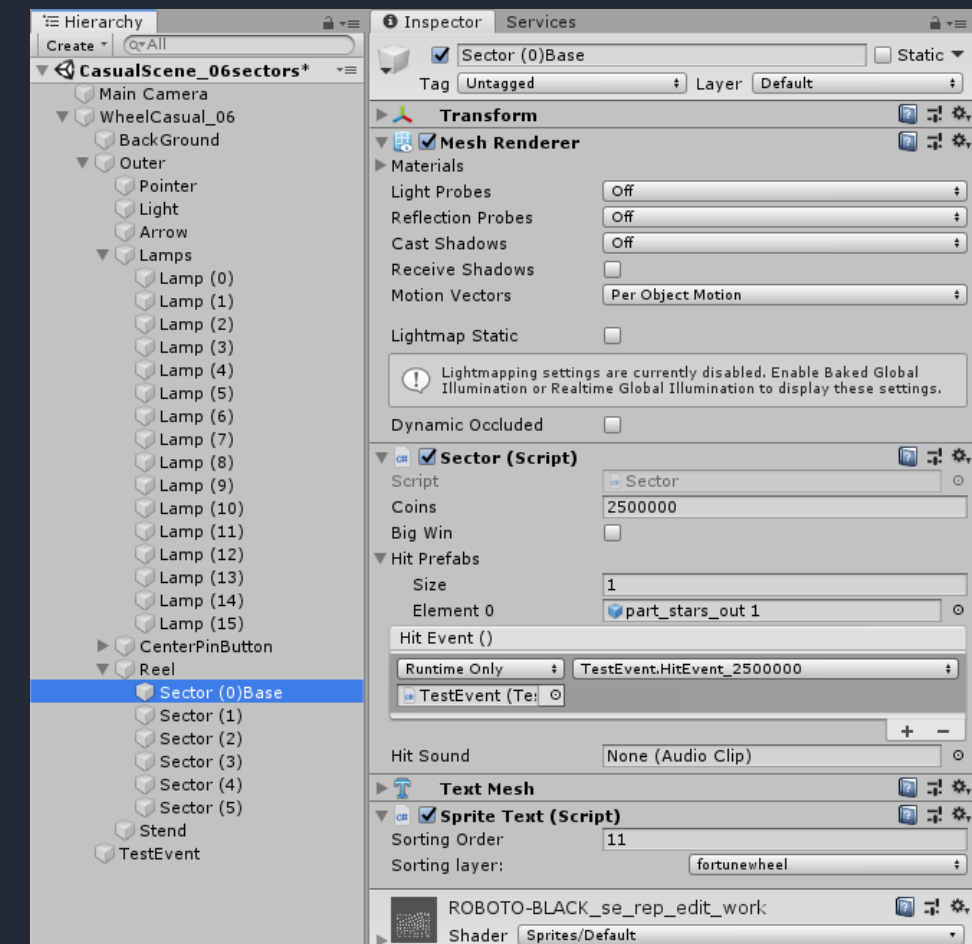 Hierarchy
Create
All
CasualScene_06sectors*
Main Camera
WheelCasual_06
BackGround
Outer
Pointer
Light
Arrow
Lamps
Lamp (0)
Lamp (1)
Lamp (2)
Lamp (3)
Lamp (4)
Lamp (5)
Lamp (6)
Lamp (7)
Lamp (8)
Lamp (9)
Lamp (10)
Lamp (11)
Lamp (12)
Lamp (13)
Lamp (14)
Lamp (15)
CenterPinButton
Reel
Sector (0)Base
Sector (1)
Sector (2)
Sector (3)
Sector (4)
Sector (5)
Stend
TestEvent
Inspector Services
Sector (0)Base Static
Tag Untagged Layer Default
Transform
Mesh Renderer
Materials
Light Probes Off
Reflection Probes Off
Cast Shadows Off
Receive Shadows
Motion Vectors Per Object Motion
Lightmap Static
Lightmapping settings are currently disabled. Enable Baked Global
Illumination or Realtime Global Illumination to display these settings.
Dynamic Occluded
c# Sector (Script)
Script Sector
Coins 2500000
Big Win
Hit Prefabs
Size 1
Element 0 part_stars_out 1
Hit Event ()
Runtime Only TestEvent.HitEvent_2500000
TestEvent (Te
+ −
Hit Sound None (Audio Clip)
Text Mesh
c# Sprite Text (Script)
Sorting Order 11
Sorting layer: fortunewheel
ROBOTO-BLACK_se_rep_edit_work
Shader Sprites/Default